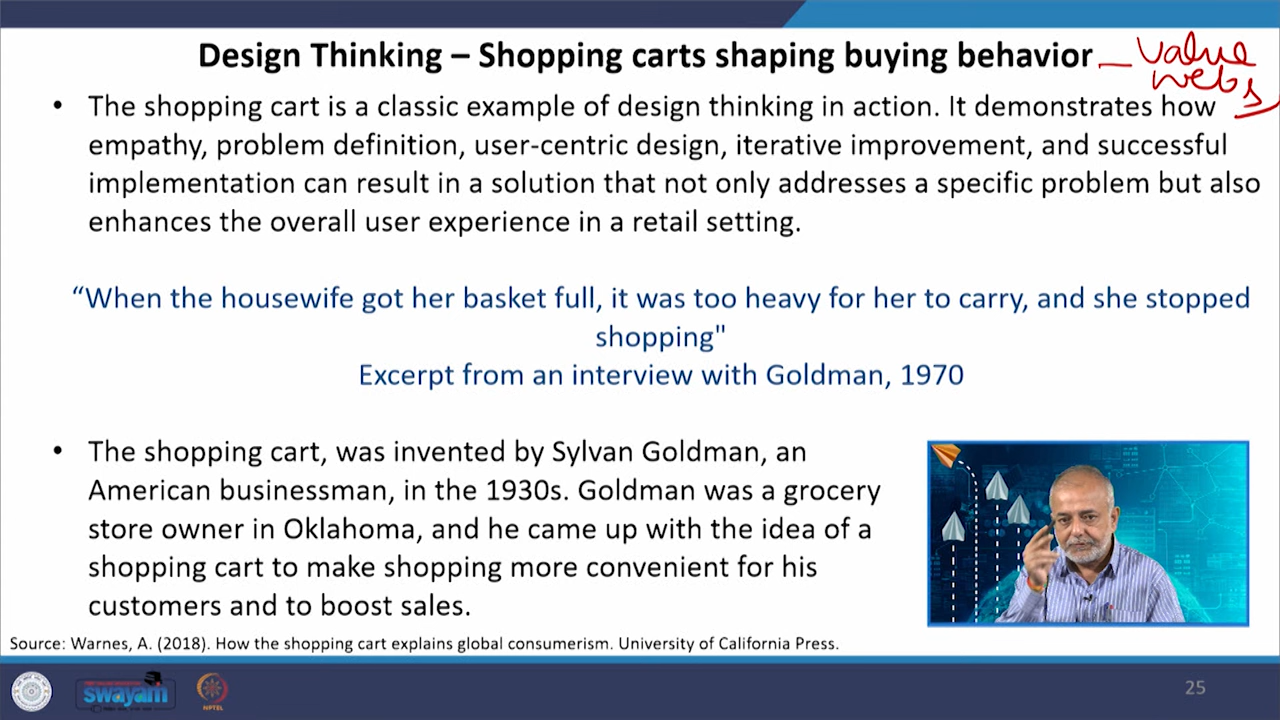 Design Thinking – Shopping carts shaping buying behavior
value
webs
• The shopping cart is a classic example of design thinking in action. It demonstrates how
empathy, problem definition, user-centric design, iterative improvement, and successful
implementation can result in a solution that not only addresses a specific problem but also
enhances the overall user experience in a retail setting.
“When the housewife got her basket full, it was too heavy for her to carry, and she stopped
shopping"
Excerpt from an interview with Goldman, 1970
• The shopping cart, was invented by Sylvan Goldman, an
American businessman, in the 1930s. Goldman was a grocery
store owner in Oklahoma, and he came up with the idea of a
shopping cart to make shopping more convenient for his
customers and to boost sales.
Source: Warnes, A. (2018). How the shopping cart explains global consumerism. University of California Press.
swayam
NPTEL
25